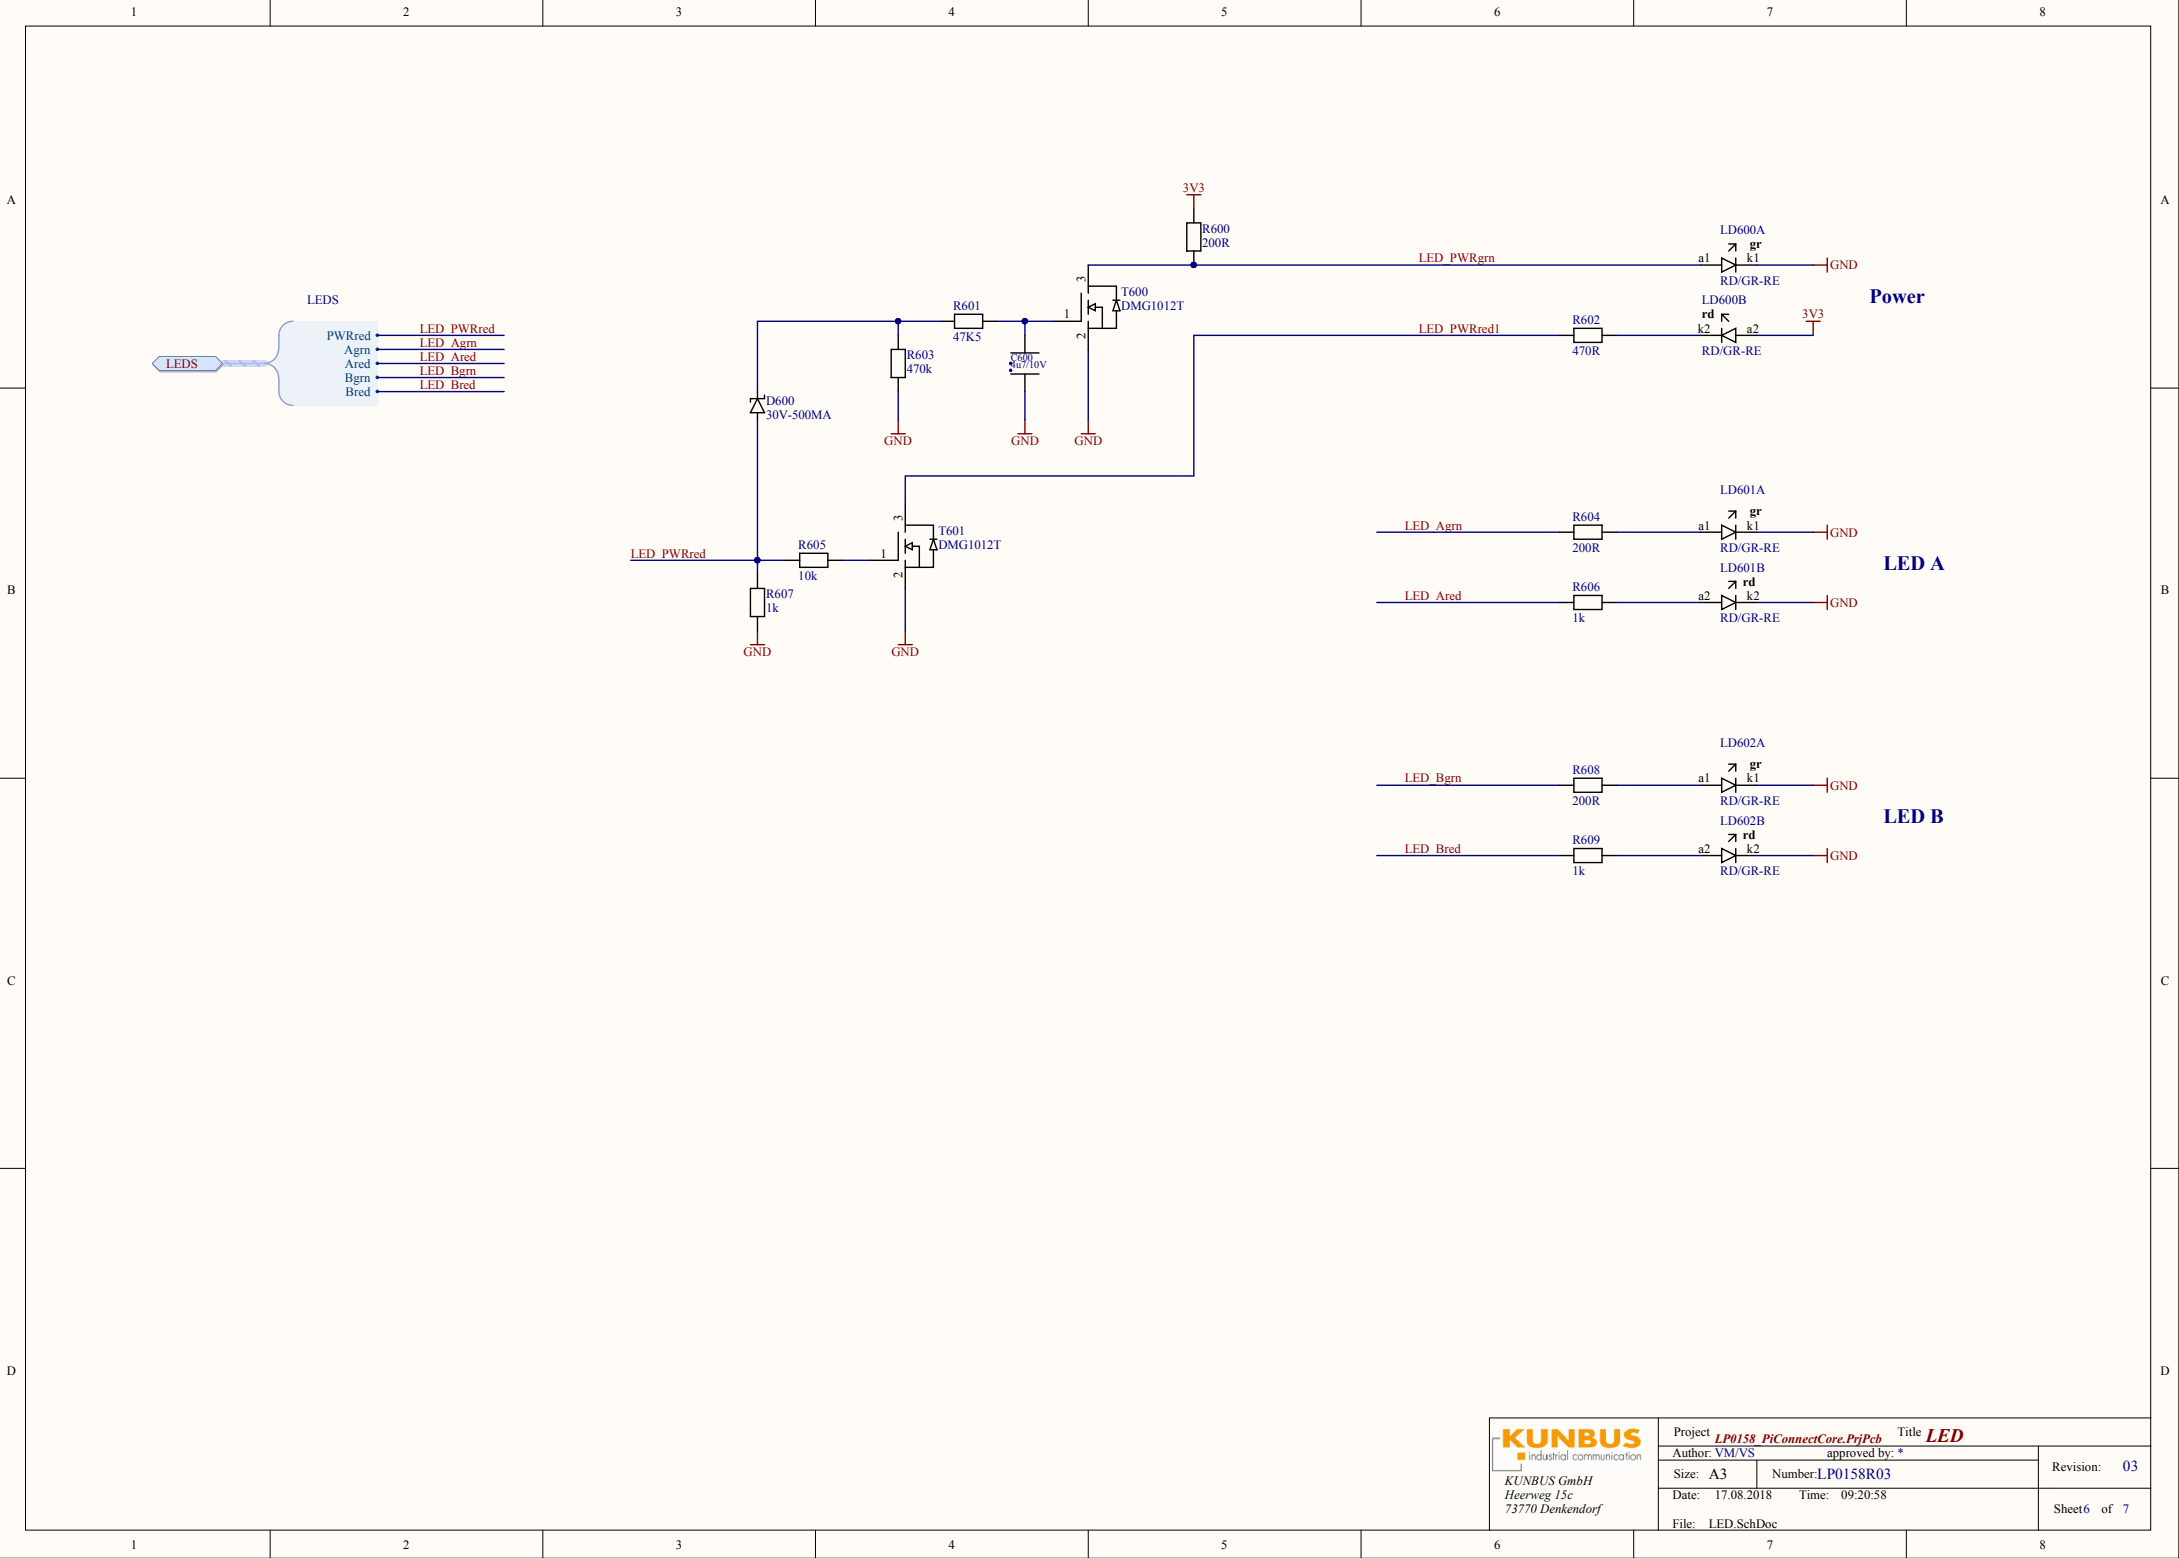 1 2 3 4 5 6 7 8
A A
3V3
R600
200R
LED_PWRgrn
LD600A
gr
a1 k1
GND
RD/GR-RE
Power
3
T600
DMG1012T
1
2
LEDS
LEDS
PWRred LED_PWRred
Agrn LED_Agrn
Ared LED_Ared
Bgrn LED_Bgrn
Bred LED_Bred
R601
47K5
R603
470k
C600
4u7/10V
LED_PWRred1
R602
470R
LD600B
rd
k2 a2
3V3
RD/GR-RE
D600
30V-500MA
GND GND GND
LED_PWRred
R605
10k
3
T601
DMG1012T
1
2
R607
1k
GND GND
LED_Agrn
R604
200R
LD601A
gr
a1 k1
GND
RD/GR-RE
LED A
LED_Ared
R606
1k
LD601B
rd
a2 k2
GND
RD/GR-RE
B B
LED_Bgrn
R608
200R
LD602A
gr
a1 k1
GND
RD/GR-RE
LED B
LED_Bred
R609
1k
LD602B
rd
a2 k2
GND
RD/GR-RE
C C
D D
KUNBUS
industrial communication
KUNBUS GmbH
Heerweg 15c
73770 Denkendorf
Project LP0158_PiConnectCore.PrjPcb Title LED
Author: VM/VS approved by: *
Size: A3 Number:LP0158R03
Revision: 03
Date: 17.08.2018 Time: 09:20:58
Sheet6 of 7
File: LED.SchDoc
1 2 3 4 5 6 7 8